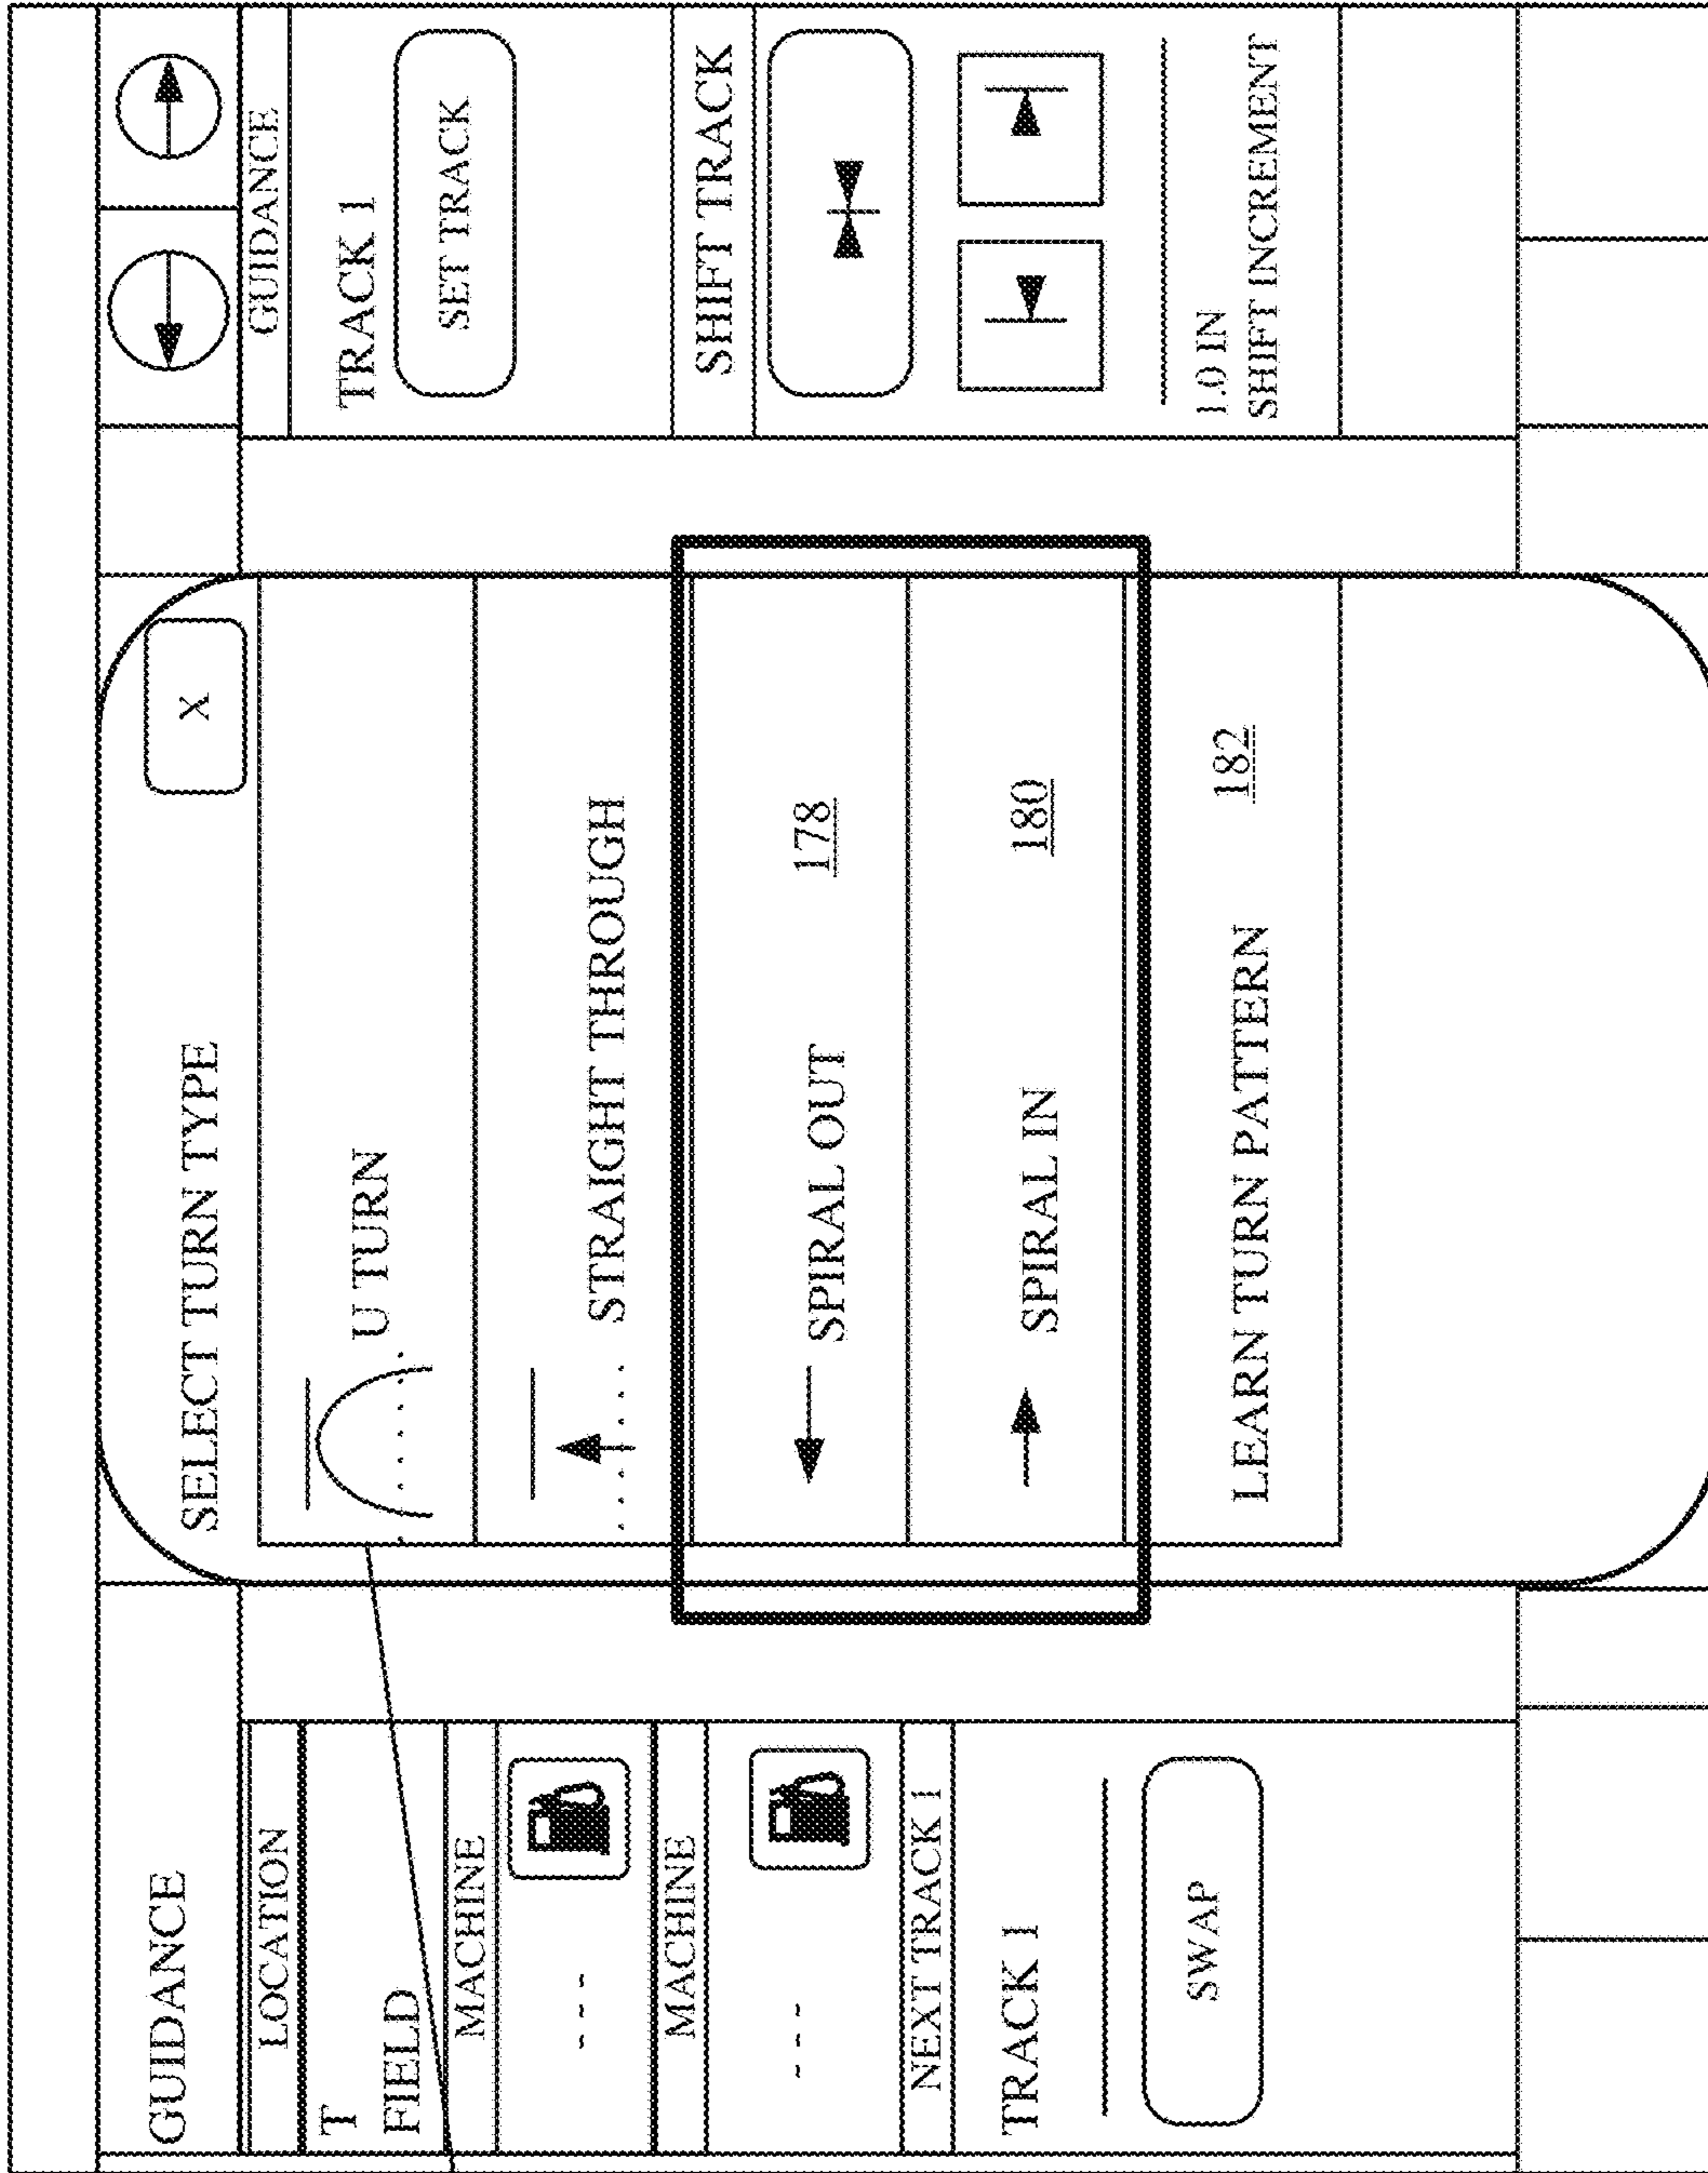 GUIDANCE
LOCATION
T
FIELD
MACHINE
- - -
MACHINE
- - -
NEXT TRACK 1
TRACK 1
SWAP
SELECT TURN TYPE
X
U TURN
STRAIGHT THROUGH
SPIRAL OUT 178
SPIRAL IN 180
LEARN TURN PATTERN 182
GUIDANCE
TRACK 1
SET TRACK
SHIFT TRACK
1.0 IN
SHIFT INCREMENT